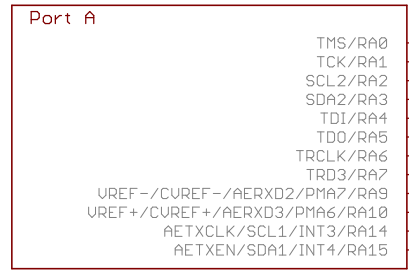 Port A
TMS/RA0
TCK/RA1
SCL2/RA2
SDA2/RA3
TDI/RA4
TDO/RA5
TRCLK/RA6
TRD3/RA7
VREF-/CVREF-/AERXD2/PMA7/RA9
VREF+/CVREF+/AERXD3/PMA6/RA10
AETXCLK/SCL1/INT3/RA14
AETXEN/SDA1/INT4/RA15